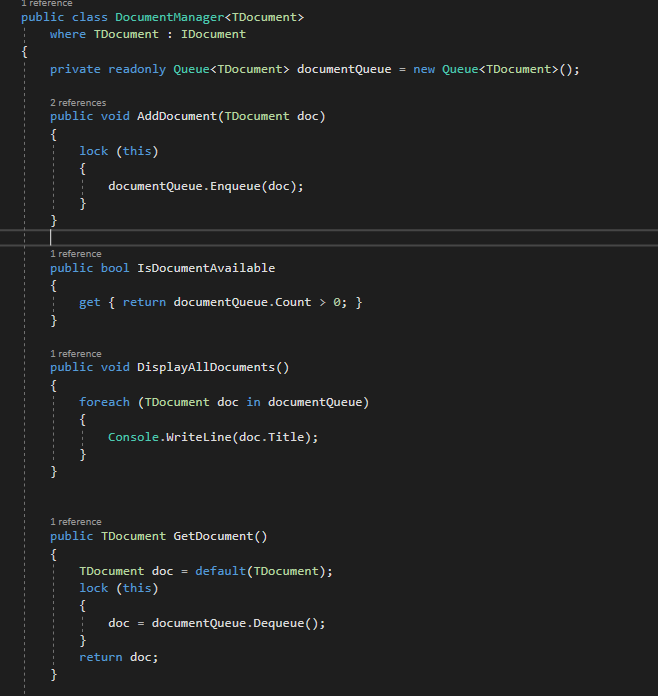 1 reference
public class DocumentManager<TDocument>
where TDocument : IDocument
{
private readonly Queue<TDocument> documentQueue = new Queue<TDocument>();
2 references
public void AddDocument(TDocument doc)
{
lock (this)
{
documentQueue.Enqueue(doc);
}
}
1 reference
public bool IsDocumentAvailable
{
get { return documentQueue.Count > 0; }
}
1 reference
public void DisplayAllDocuments()
{
foreach (TDocument doc in documentQueue)
{
Console.WriteLine(doc.Title);
}
}
1 reference
public TDocument GetDocument()
{
TDocument doc = default(TDocument);
lock (this)
{
doc = documentQueue.Dequeue();
}
return doc;
}